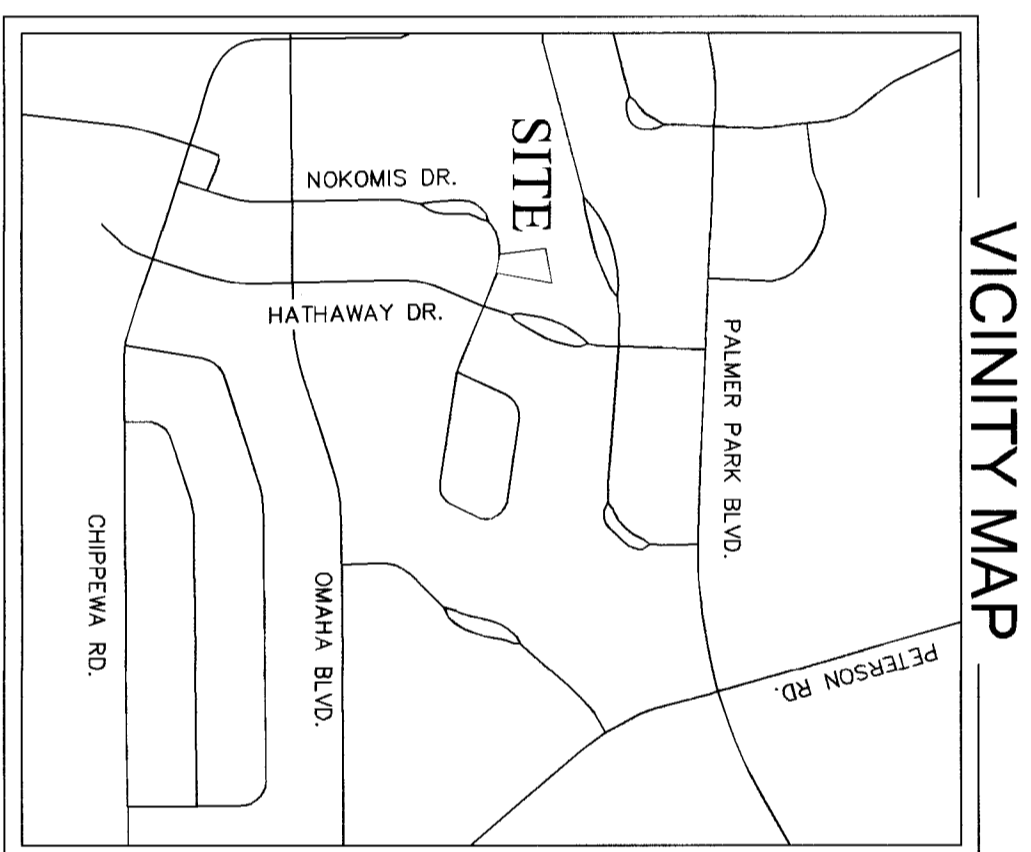 VICINITY MAP
PALMER PARK BLVD.
PETERSON RD.
SITE
NOKOMIS DR.
HATHAWAY DR.
OMAHA BLVD.
CHIPPEWA RD.